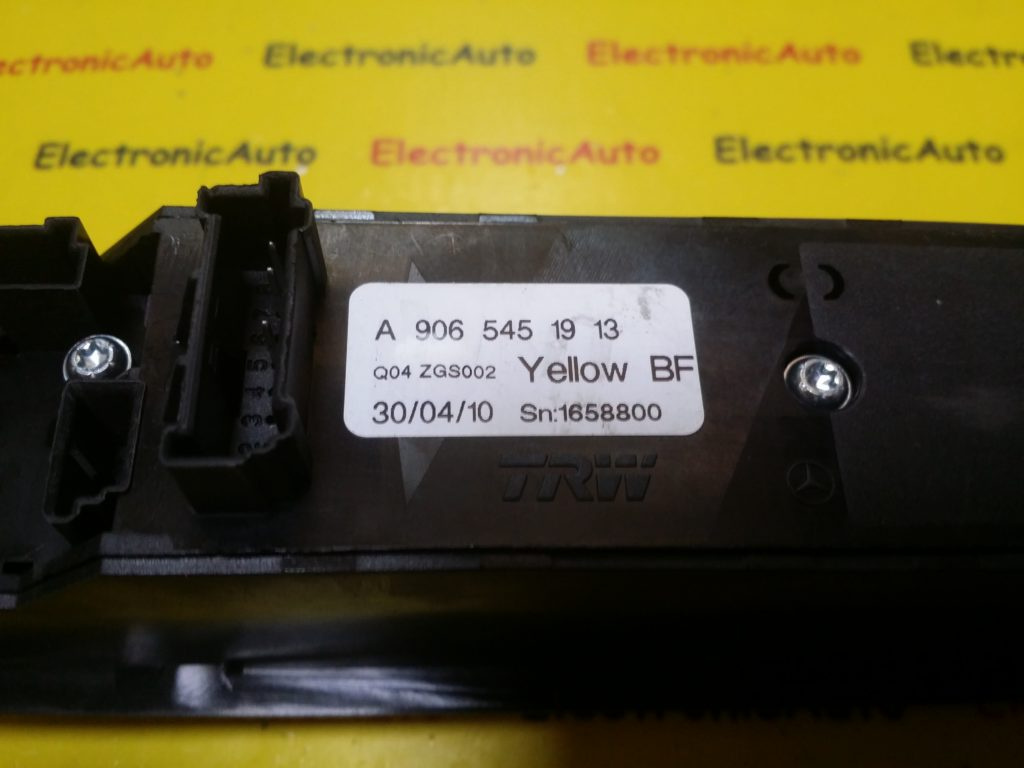 ElectronicAuto ElectronicAuto ElectronicAuto
ElectronicAuto ElectronicAuto ElectronicAuto
A 906 545 19 13
Q04 ZGS002 Yellow BF
30/04/10 Sn:1658800
TRW